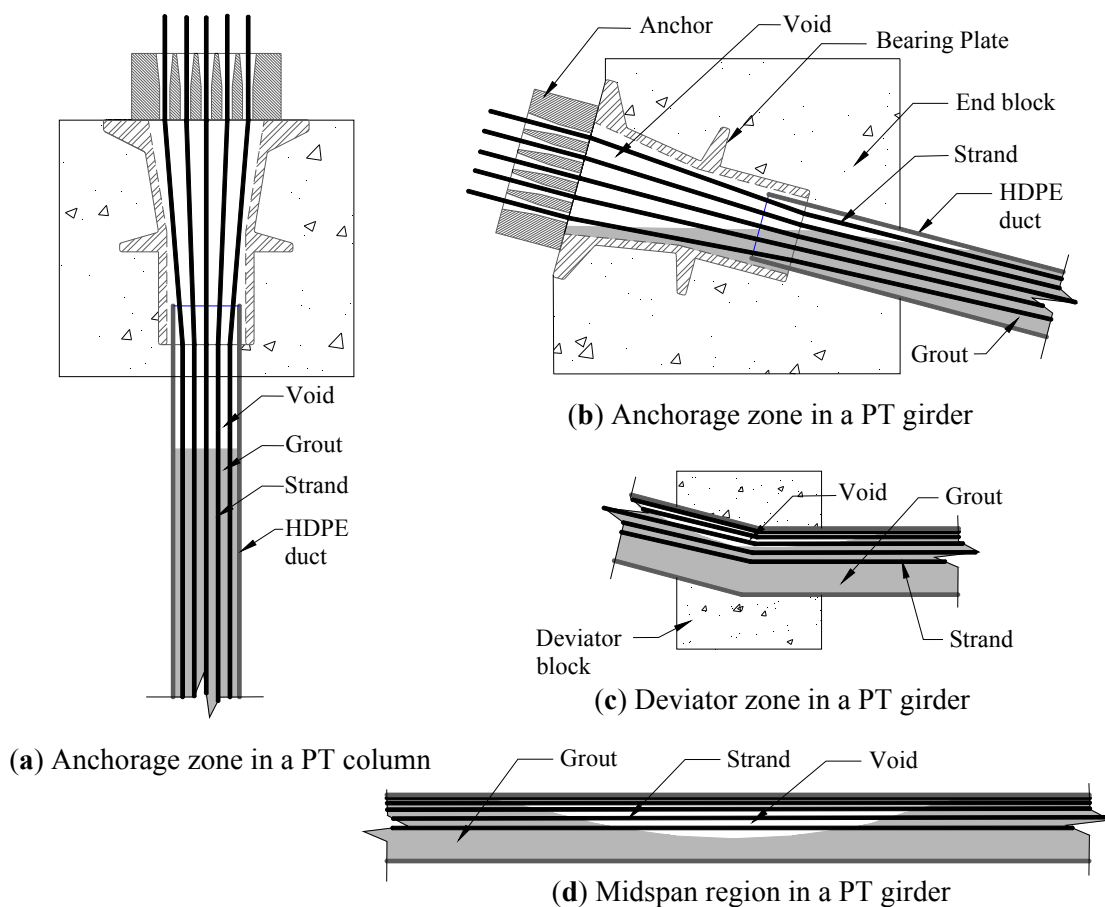 Void
Grout
Strand
HDPE
duct
(a) Anchorage zone in a PT column
Anchor
Void
Bearing Plate
End block
Strand
HDPE
duct
Grout
(b) Anchorage zone in a PT girder
Void
Grout
Deviator
block
Strand
(c) Deviator zone in a PT girder
Grout
Strand
Void
(d) Midspan region in a PT girder